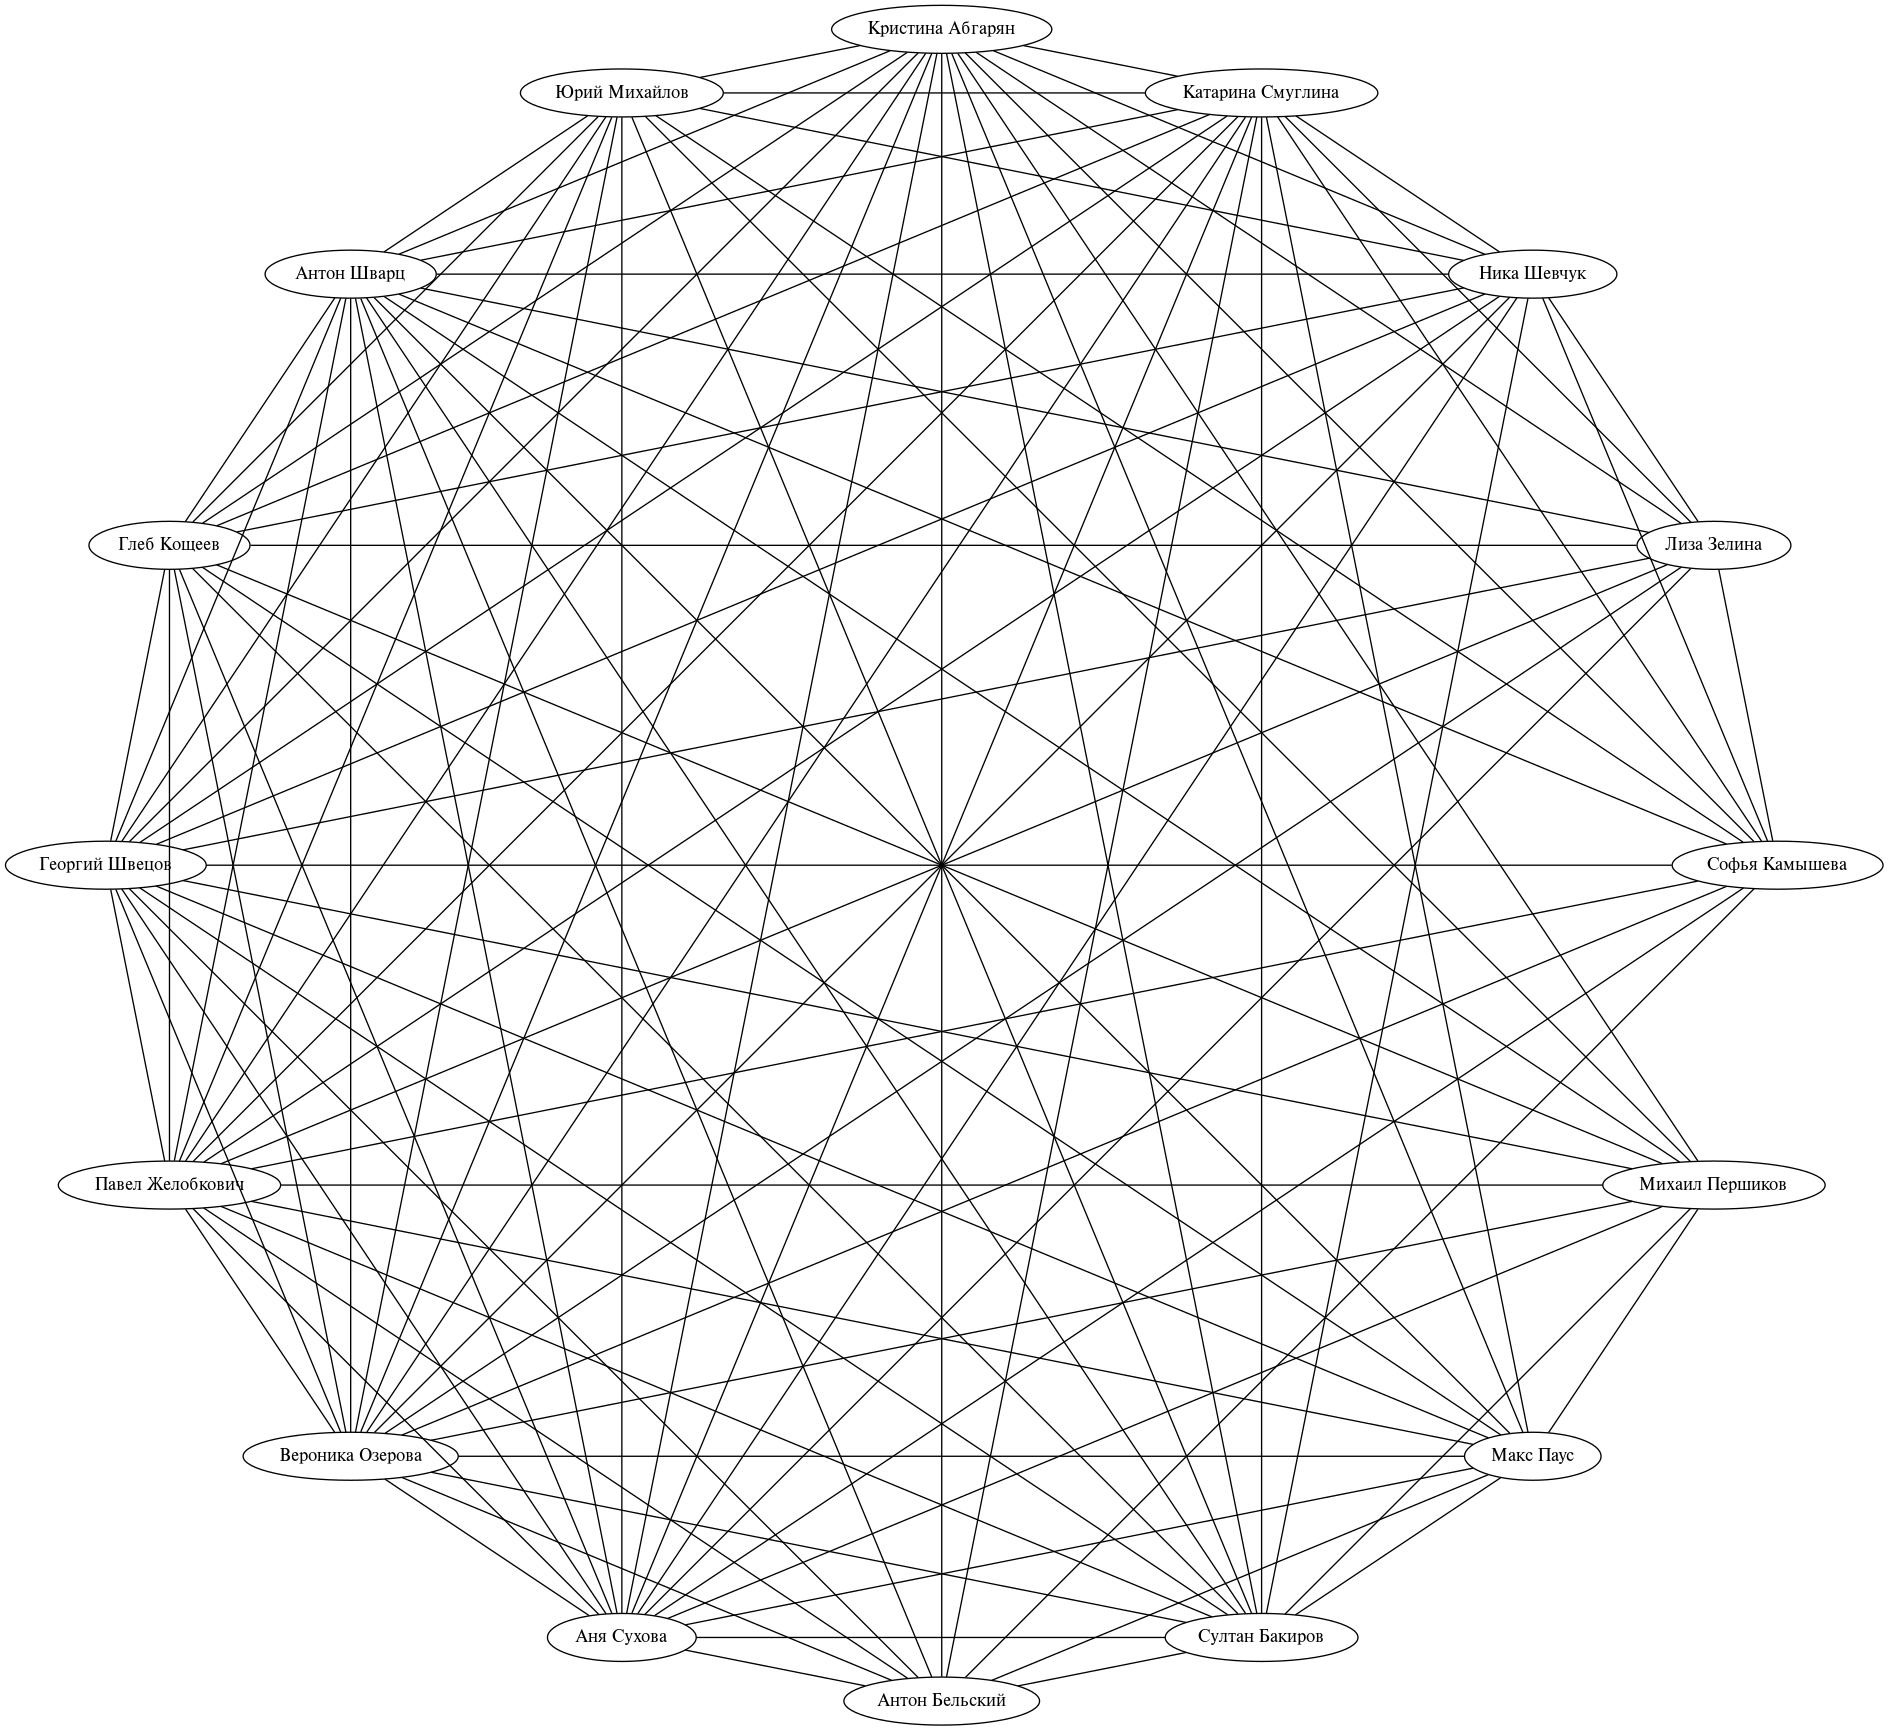 Кристина Абгарян
Юрий Михайлов
Катарина Смуглина
Антон Шварц
Ника Шевчук
Глеб Кощеев
Лиза Зелина
Георгий Швецов
Софья Камышева
Павел Желобкович
Михаил Першиков
Вероника Озерова
Макс Паус
Аня Сухова
Султан Бакиров
Антон Бельский